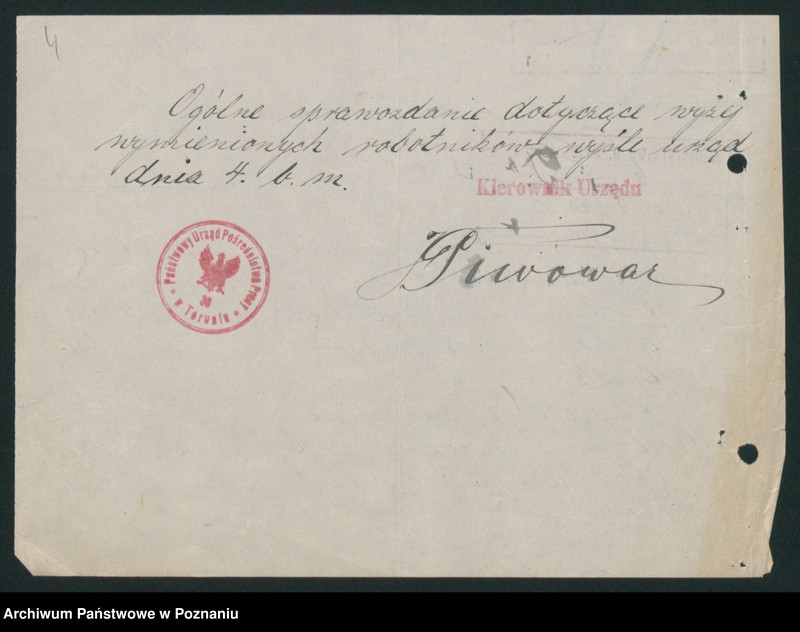 4
Ogólne sprawozdanie dotyczące wyżej
wymienionych robotników wyśle urząd
dnia 4. b. m.
Kierownik Urzędu
Piwowar
Państwowy Urząd Pośrednictwa Pracy
w Toruniu
Archiwum Państwowe w Poznaniu